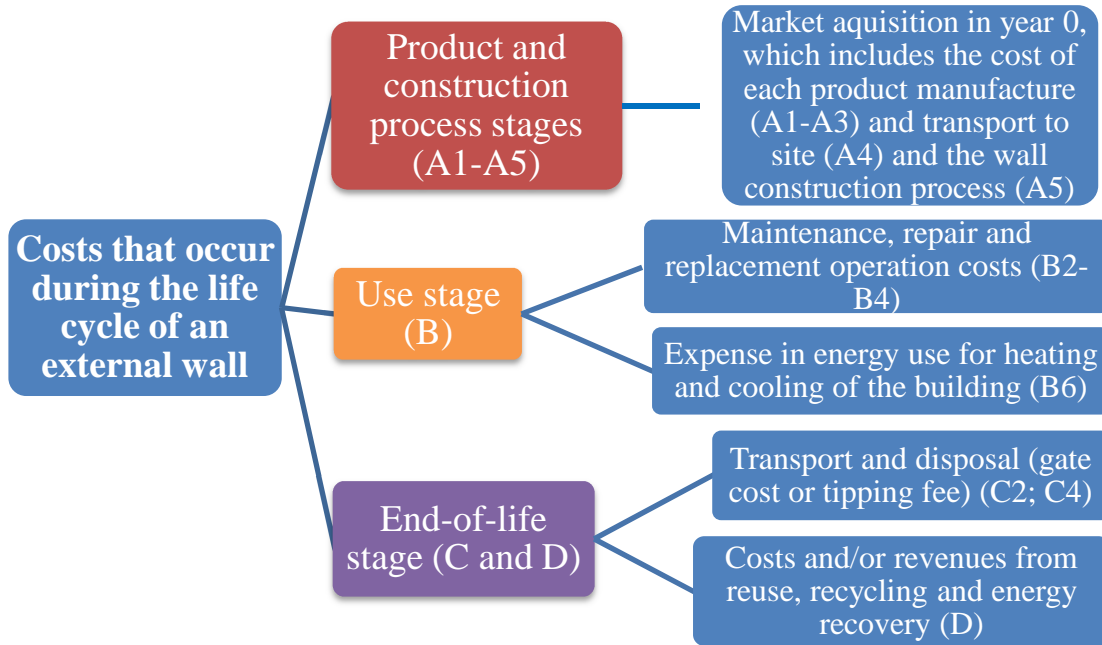 Costs that occur
during the life
cycle of an
external wall
Product and
construction
process stages
(A1-A5)
Market aquisition in year 0,
which includes the cost of
each product manufacture
(A1-A3) and transport to
site (A4) and the wall
construction process (A5)
Use stage
(B)
Maintenance, repair and
replacement operation costs (B2-
B4)
Expense in energy use for heating
and cooling of the building (B6)
End-of-life
stage (C and D)
Transport and disposal (gate
cost or tipping fee) (C2; C4)
Costs and/or revenues from
reuse, recycling and energy
recovery (D)